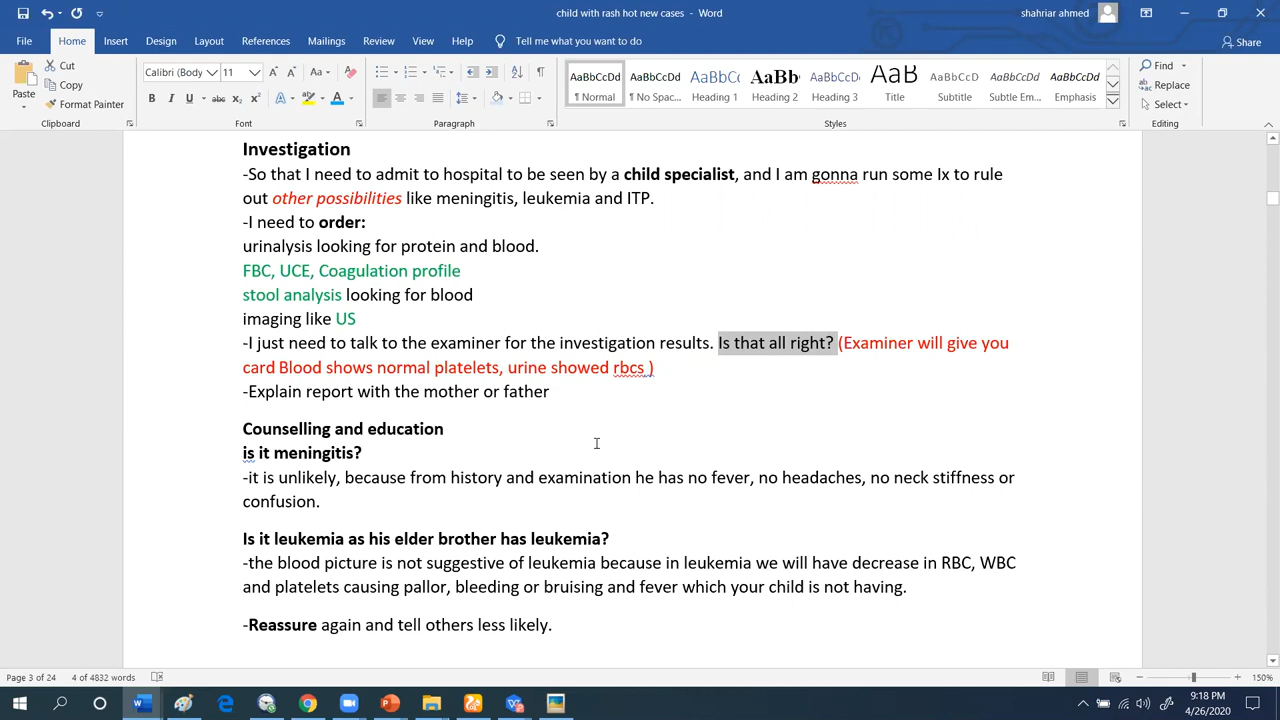 child with rash hot new cases - Word
shahriar ahmed
File Home Insert Design Layout References Mailings Review View Help Tell me what you want to do Share
Paste Cut Copy Format Painter
Calibri (Body 11
AaBbCcDd AaBbCcDd AaBbCc AaBb AaBbCc AaB AaBbCcD AaBbCcDd AaBbCcDd
¶ Normal ¶ No Spac... Heading 1 Heading 2 Heading 3 Title Subtitle Subtle Em... Emphasis
Find Replace Select
Clipboard Font Paragraph Styles Editing
Investigation
-So that I need to admit to hospital to be seen by a child specialist, and I am gonna run some Ix to rule
out other possibilities like meningitis, leukemia and ITP.
-I need to order:
urinalysis looking for protein and blood.
FBC, UCE, Coagulation profile
stool analysis looking for blood
imaging like US
-I just need to talk to the examiner for the investigation results. Is that all right? (Examiner will give you
card Blood shows normal platelets, urine showed rbcs )
-Explain report with the mother or father
Counselling and education
is it meningitis?
-it is unlikely, because from history and examination he has no fever, no headaches, no neck stiffness or
confusion.
Is it leukemia as his elder brother has leukemia?
-the blood picture is not suggestive of leukemia because in leukemia we will have decrease in RBC, WBC
and platelets causing pallor, bleeding or bruising and fever which your child is not having.
-Reassure again and tell others less likely.
Page 3 of 24 4 of 4832 words 150%
9:18 PM
4/26/2020